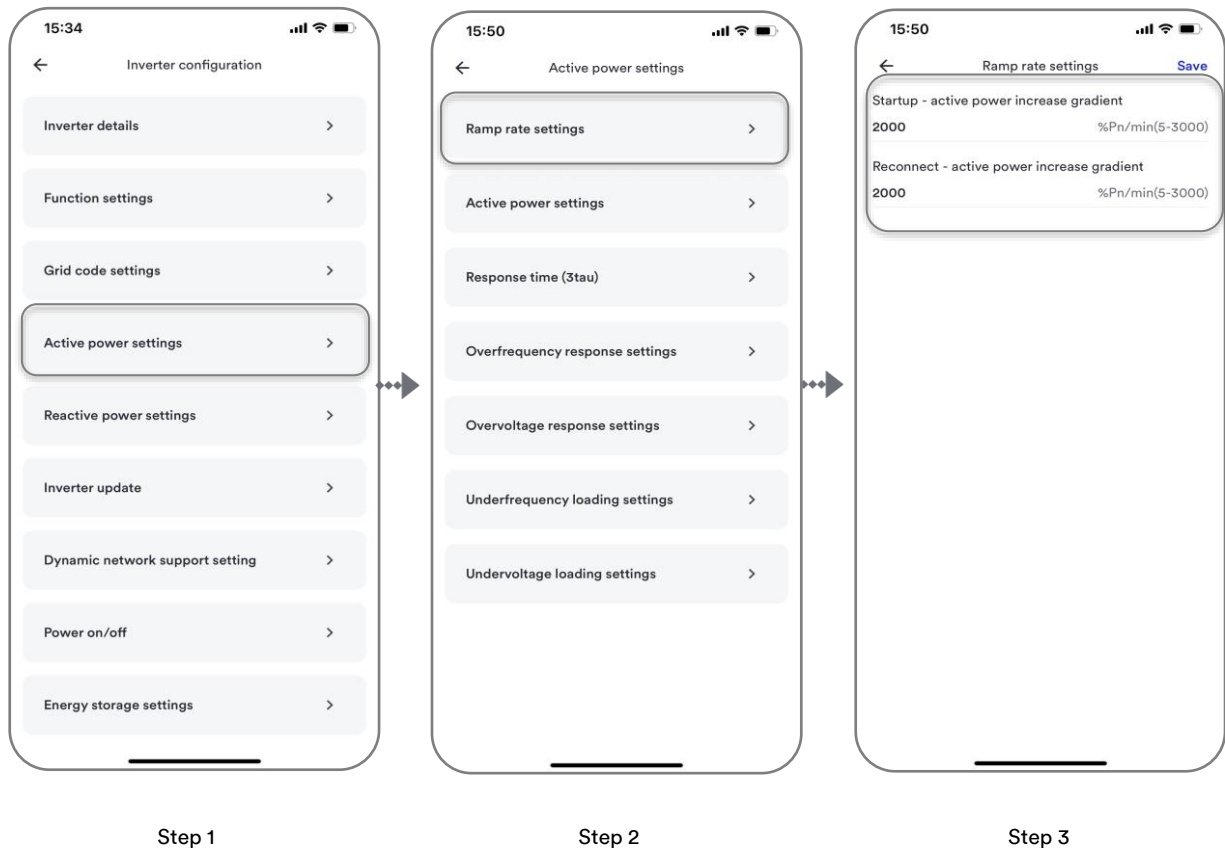 15:34
Inverter configuration
Inverter details
Function settings
Grid code settings
Active power settings
Reactive power settings
Inverter update
Dynamic network support setting
Power on/off
Energy storage settings
Step 1
15:50
Active power settings
Ramp rate settings
Active power settings
Response time (3tau)
Overfrequency response settings
Overvoltage response settings
Underfrequency loading settings
Undervoltage loading settings
Step 2
15:50
Ramp rate settings Save
Startup - active power increase gradient
2000 %Pn/min(5-3000)
Reconnect - active power increase gradient
2000 %Pn/min(5-3000)
Step 3